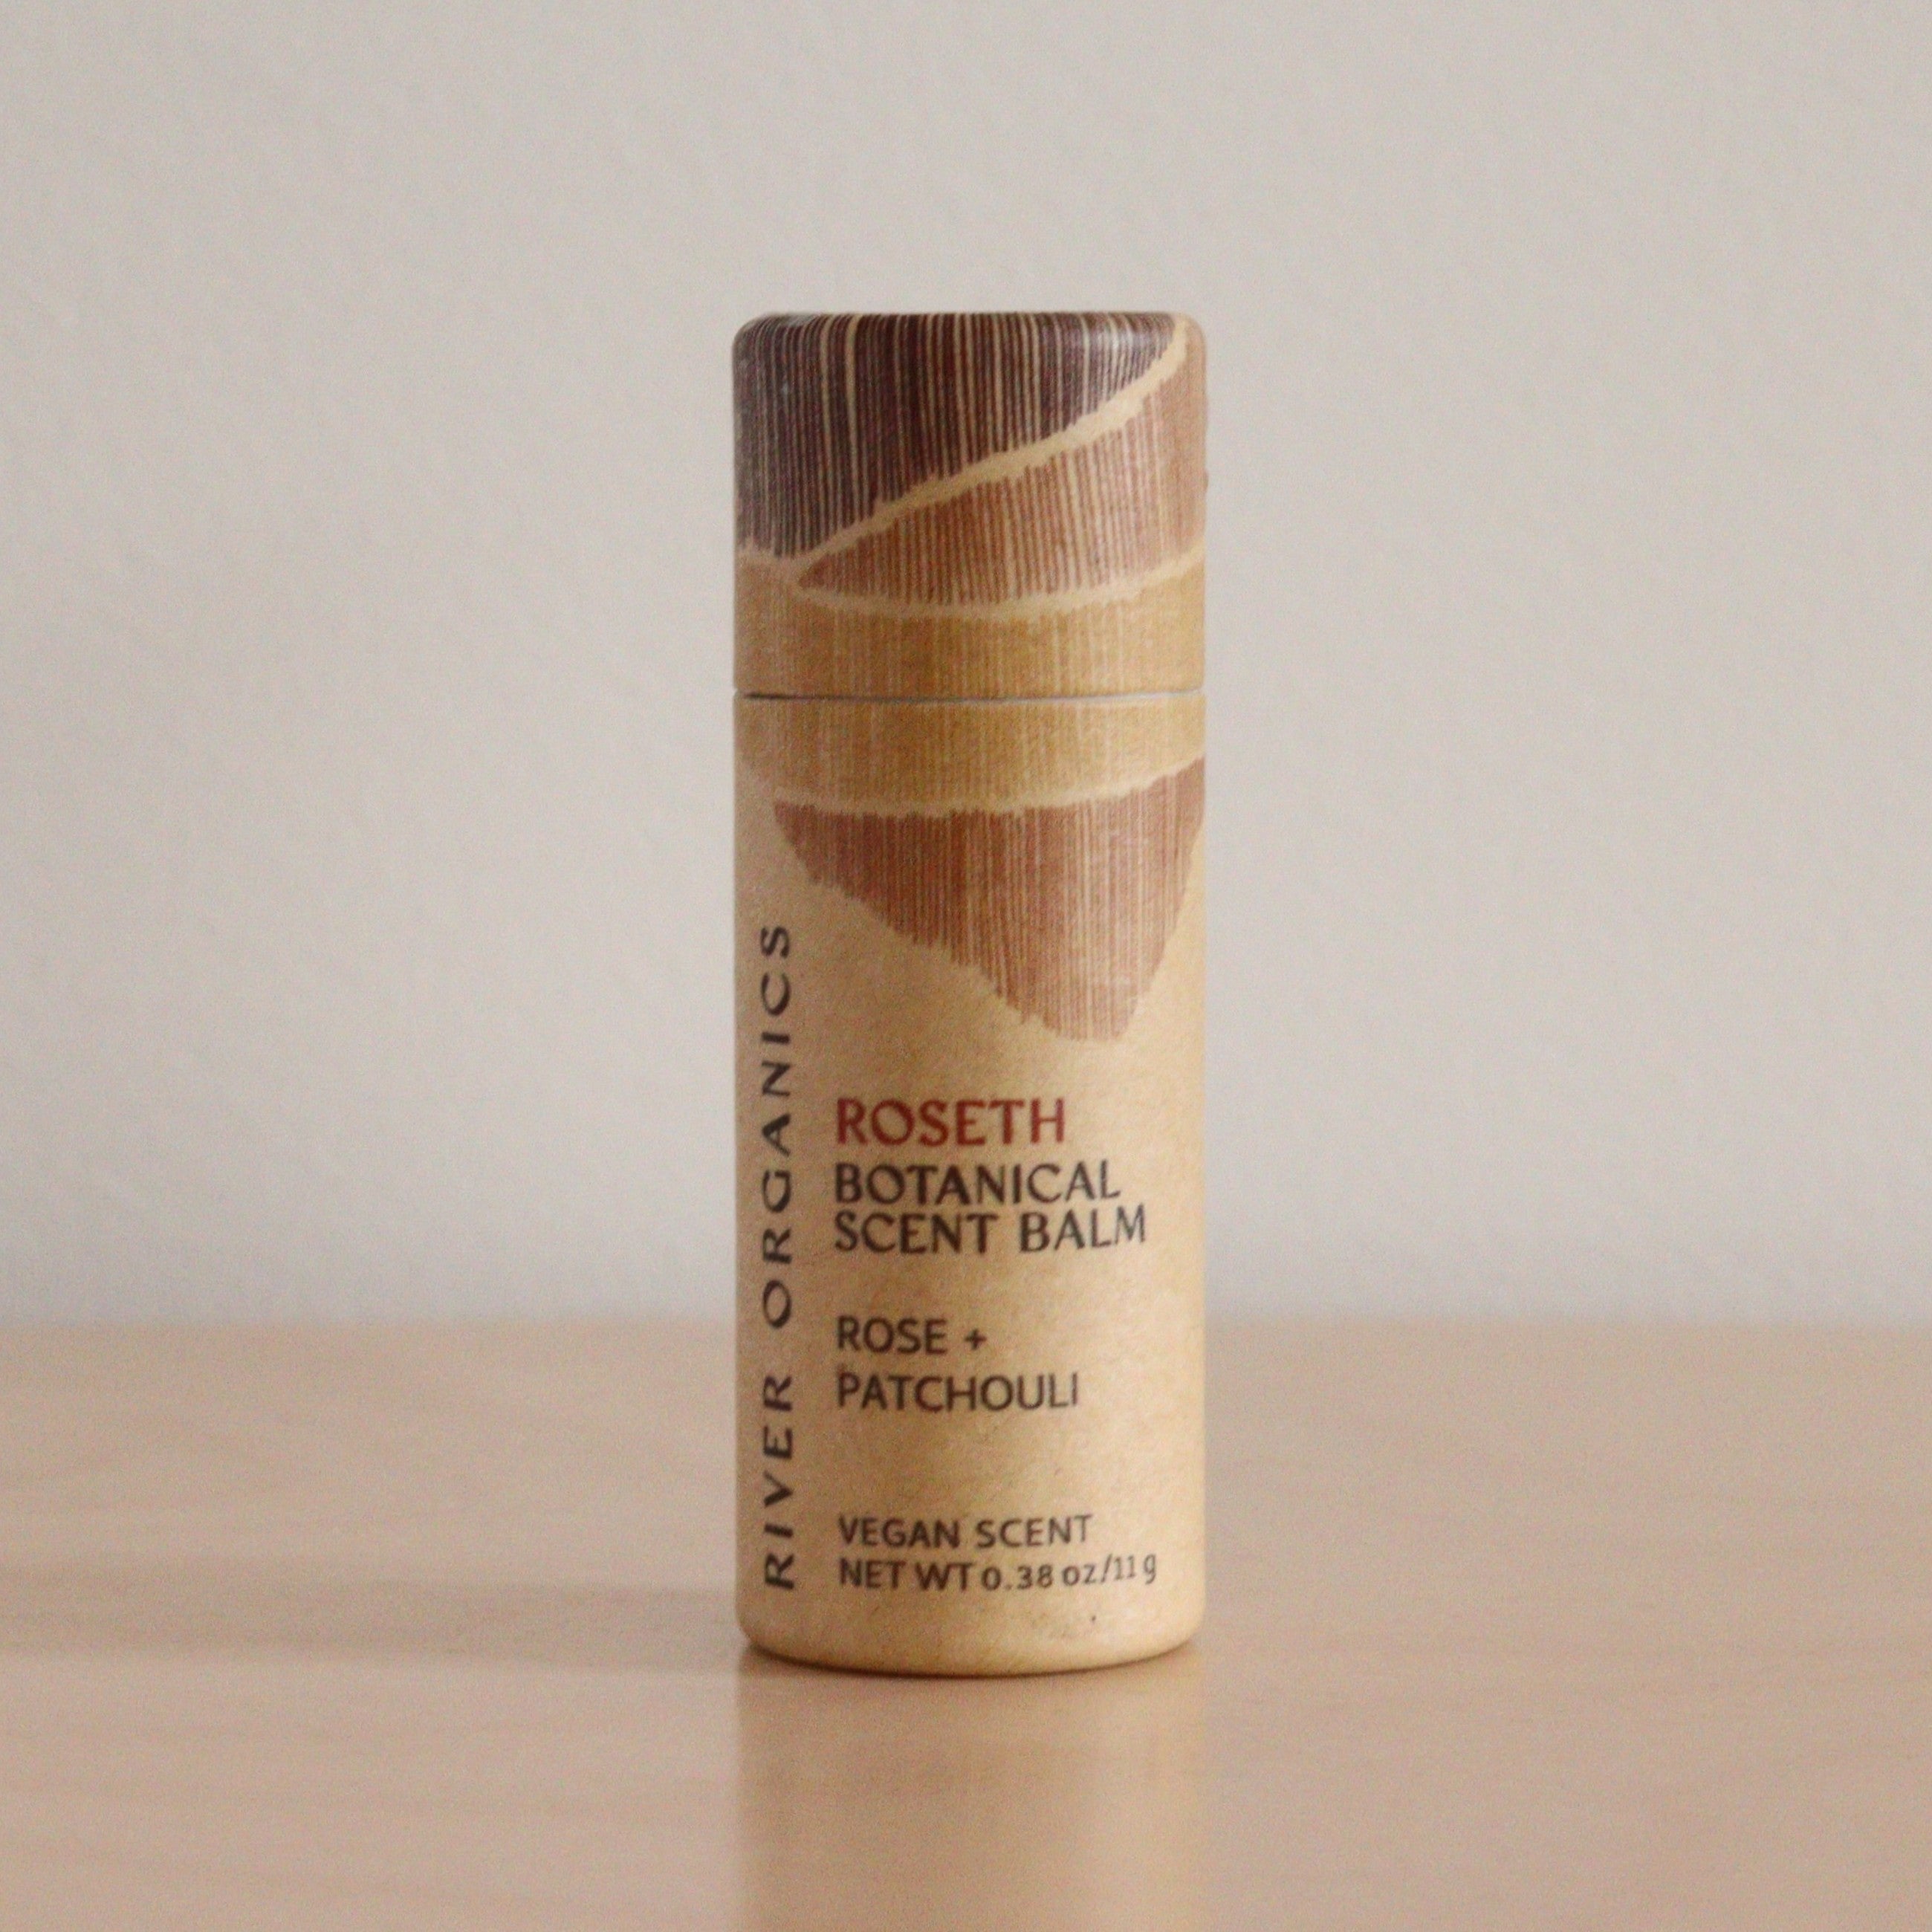 RIVER ORGANICS
ROSETH
BOTANICAL
SCENT BALM
ROSE +
PATCHOULI
VEGAN SCENT
NET WT 0.38 oz/11 g